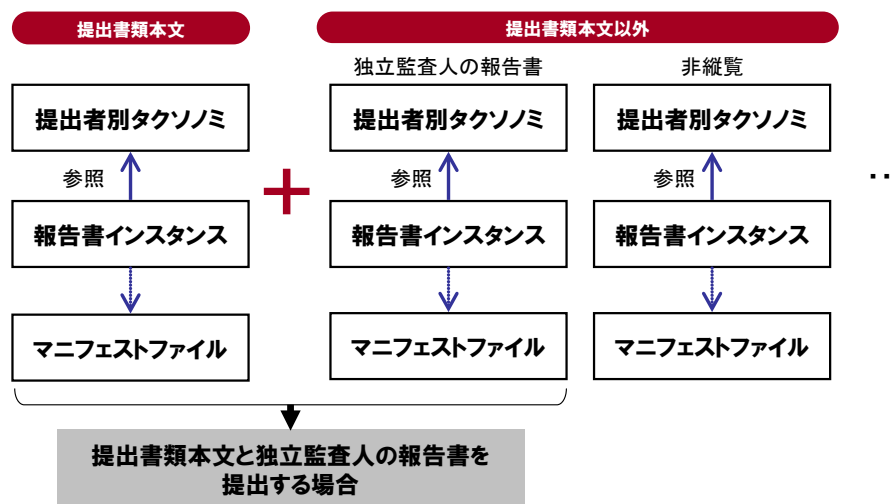 提出書類本文
提出書類本文以外
独立監査人の報告書
非縦覧
提出者別タクソノミ
提出者別タクソノミ
提出者別タクソノミ
参照
参照
参照
+
‥
報告書インスタンス
報告書インスタンス
報告書インスタンス
マニフェストファイル
マニフェストファイル
マニフェストファイル
提出書類本文と独立監査人の報告書を
提出する場合